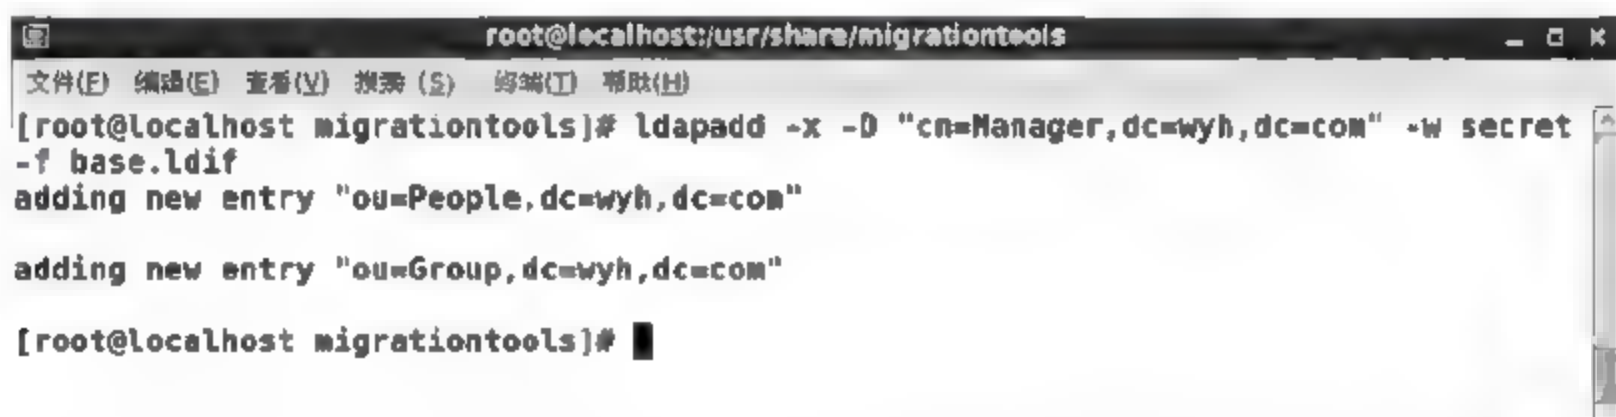 root@localhost:/usr/share/migrationtools
文件(F) 编辑(E) 查看(V) 搜索 (S) 终端(T) 帮助(H)
[root@localhost migrationtools]# ldapadd -x -D "cn=Manager,dc=wyh,dc=com" -w secret
-f base.ldif
adding new entry "ou=People,dc=wyh,dc=com"
adding new entry "ou=Group,dc=wyh,dc=com"
[root@localhost migrationtools]#